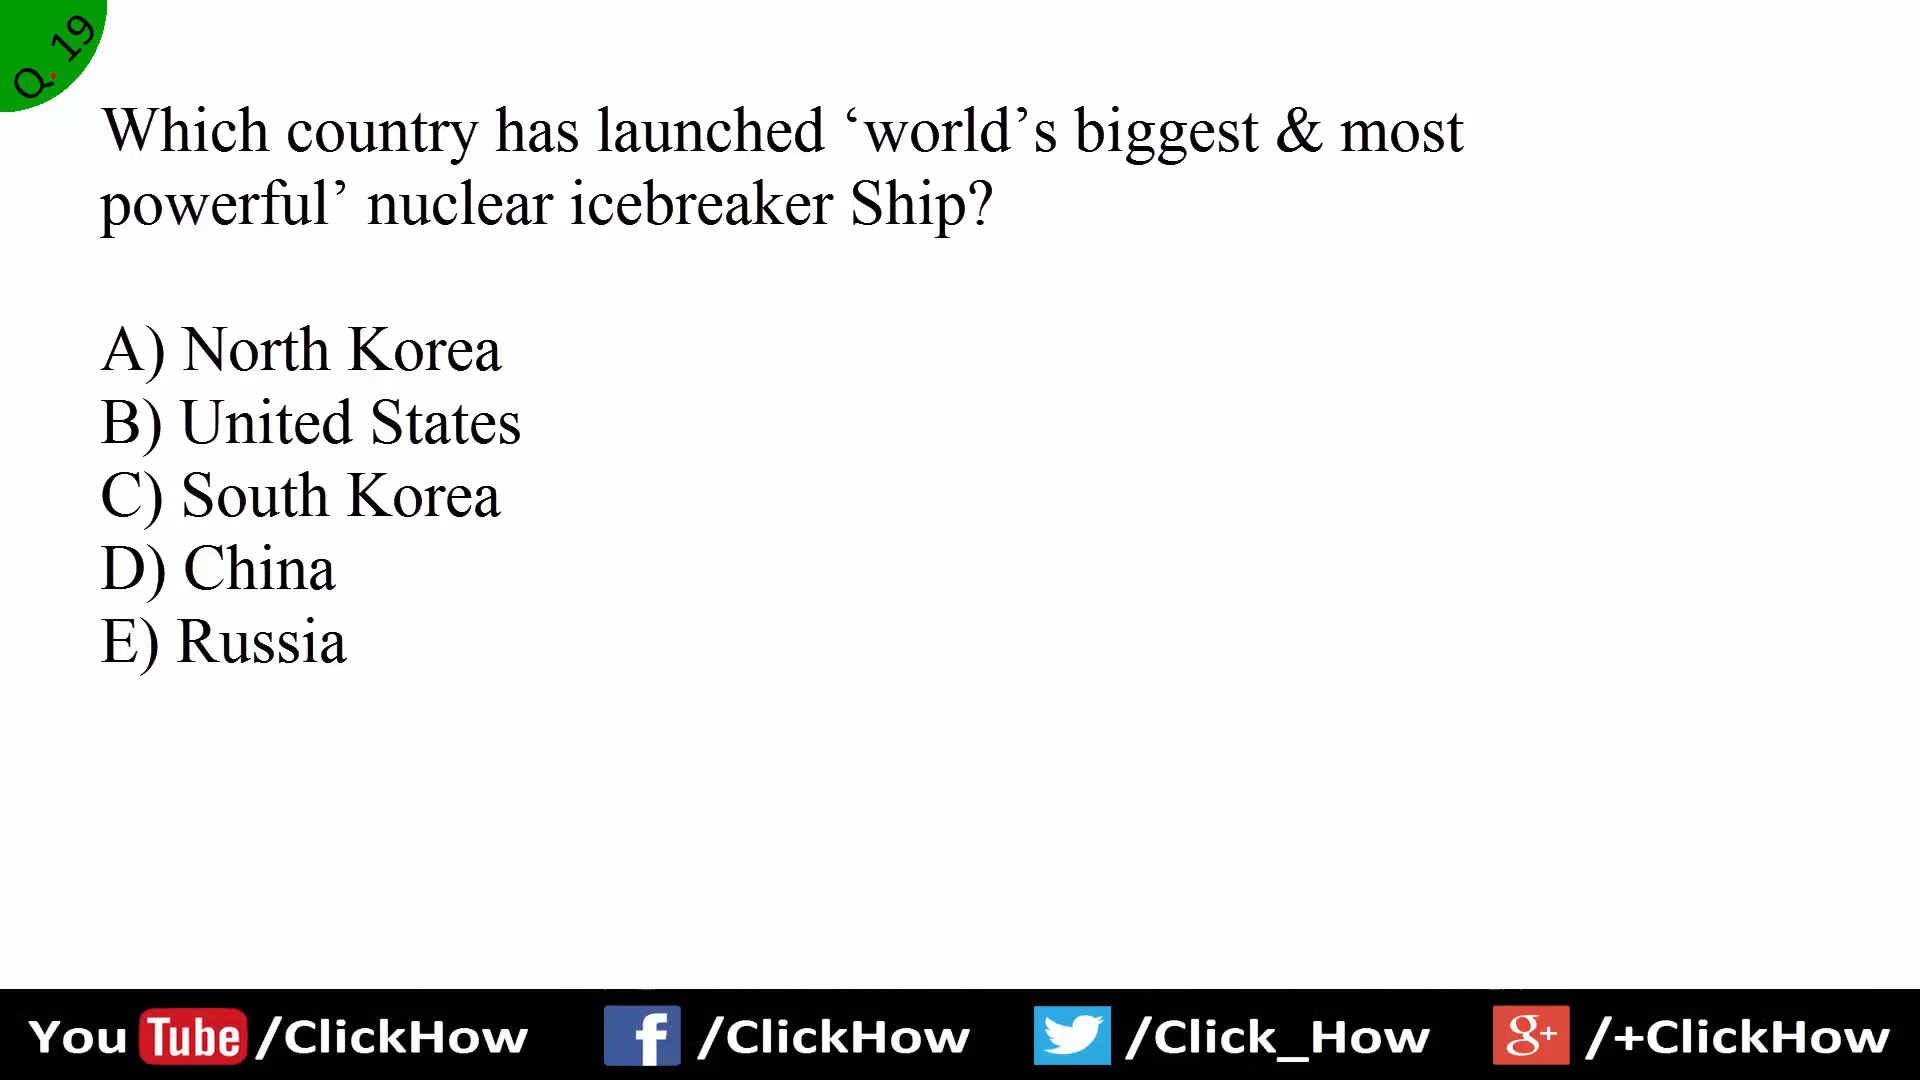 Q. 19
Which country has launched ‘world’s biggest & most
powerful’ nuclear icebreaker Ship?
A) North Korea
B) United States
C) South Korea
D) China
E) Russia
You Tube /ClickHow f /ClickHow /Click_How g+ /+ClickHow